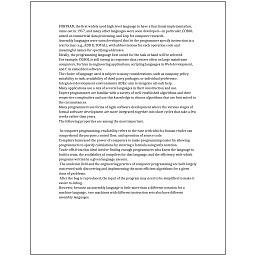 FORTRAN, the first widely used high-level language to have a functional implementation,
came out in 1957, and many other languages were soon developed—in particular, COBOL
aimed at commercial data processing, and Lisp for computer research.
Assembly languages were soon developed that let the programmer specify instruction in a
text format (e.g., ADD X, TOTAL), with abbreviations for each operation code and
meaningful names for specifying addresses.
Ideally, the programming language best suited for the task at hand will be selected.
For example, COBOL is still strong in corporate data centers often on large mainframe
computers, Fortran in engineering applications, scripting languages in Web development,
and C in embedded software.
The choice of language used is subject to many considerations, such as company policy,
suitability to task, availability of third-party packages, or individual preference.
Integrated development environments (IDEs) aim to integrate all such help.
Many applications use a mix of several languages in their construction and use.
Expert programmers are familiar with a variety of well-established algorithms and their
respective complexities and use this knowledge to choose algorithms that are best suited to
the circumstances.
Many programmers use forms of Agile software development where the various stages of
formal software development are more integrated together into short cycles that take a few
weeks rather than years.
The following properties are among the most important:
In computer programming, readability refers to the ease with which a human reader can
comprehend the purpose, control flow, and operation of source code.
Compilers harnessed the power of computers to make programming easier by allowing
programmers to specify calculations by entering a formula using infix notation.
Trade-offs from this ideal involve finding enough programmers who know the language to
build a team, the availability of compilers for that language, and the efficiency with which
programs written in a given language execute.
The academic field and the engineering practice of computer programming are both largely
concerned with discovering and implementing the most efficient algorithms for a given
class of problems.
After the bug is reproduced, the input of the program may need to be simplified to make it
easier to debug.
However, because an assembly language is little more than a different notation for a
machine language, two machines with different instruction sets also have different
assembly languages.